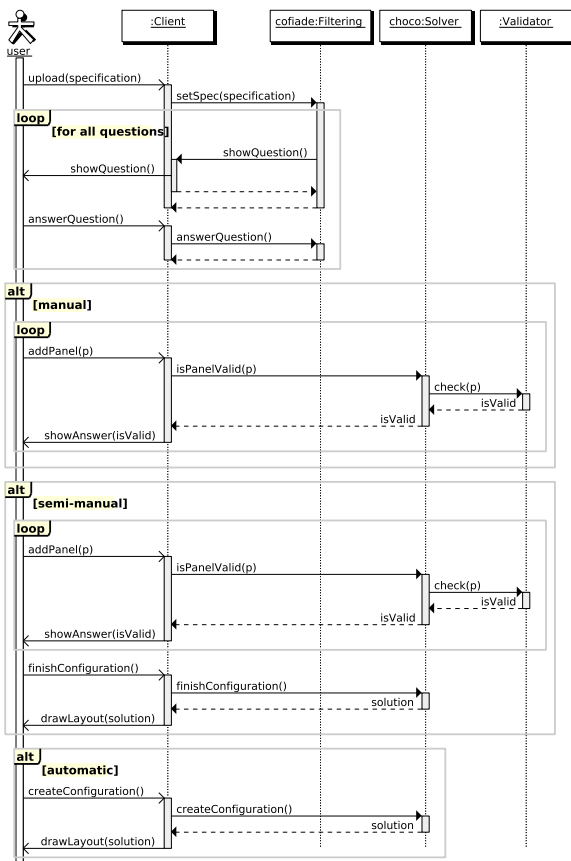 :Client
cofiade:Filtering
choco:Solver
:Validator
user
upload(specification)
setSpec(specification)
loop
[for all questions]
showQuestion()
showQuestion()
answerQuestion()
answerQuestion()
alt
[manual]
loop
addPanel(p)
isPanelValid(p)
check(p)
isValid
isValid
showAnswer(isValid)
alt
[semi-manual]
loop
addPanel(p)
isPanelValid(p)
check(p)
isValid
isValid
showAnswer(isValid)
finishConfiguration()
finishConfiguration()
solution
drawLayout(solution)
alt
[automatic]
createConfiguration()
createConfiguration()
solution
drawLayout(solution)